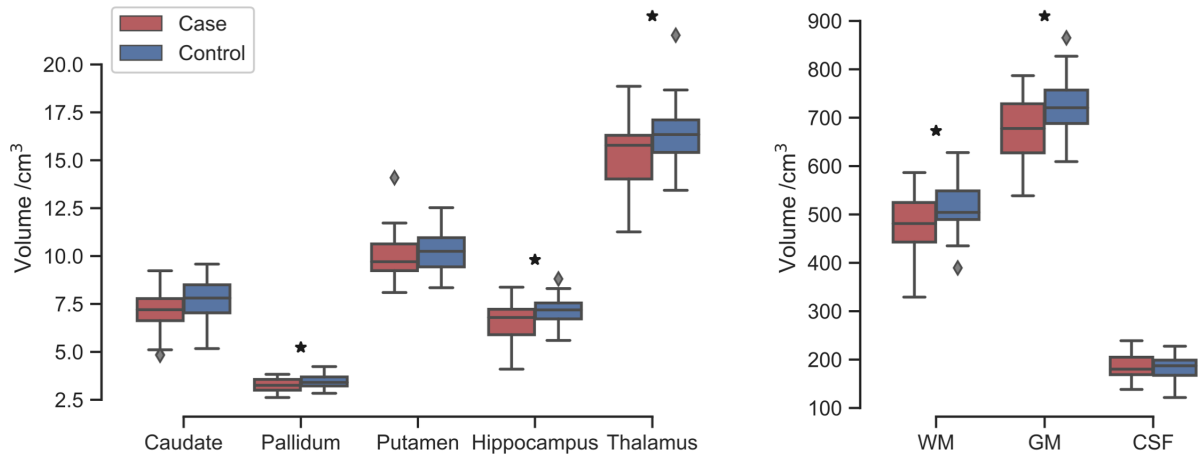 Case
Control
Volume /cm³
20.0
17.5
15.0
12.5
10.0
7.5
5.0
2.5
Caudate Pallidum Putamen Hippocampus Thalamus
Volume /cm³
900
800
700
600
500
400
300
200
100
WM GM CSF